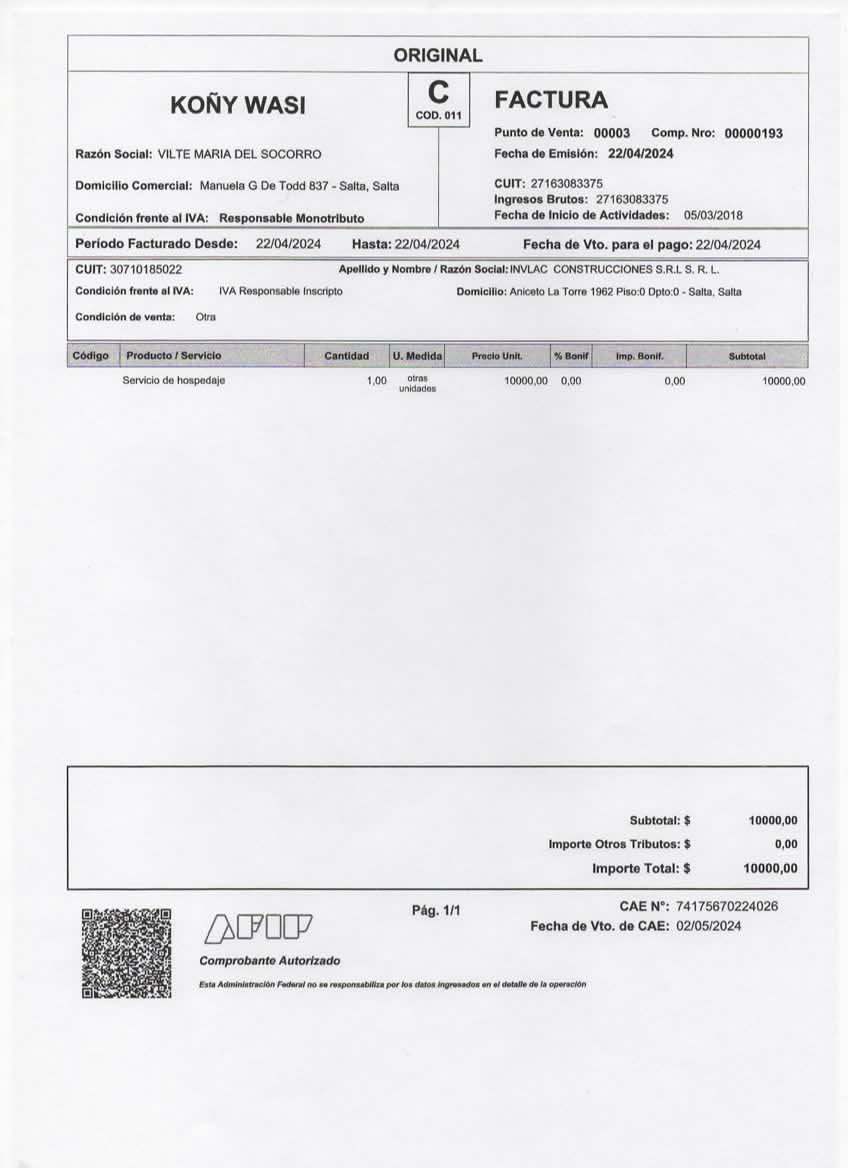 ORIGINAL
KOÑY WASI
C
COD. 011
FACTURA
Punto de Venta: 00003 Comp. Nro: 00000193
Razón Social: VILTE MARIA DEL SOCORRO
Fecha de Emisión: 22/04/2024
Domicilio Comercial: Manuela G De Todd 837 - Salta, Salta
CUIT: 27163083375
Ingresos Brutos: 27163083375
Condición frente al IVA: Responsable Monotributo
Fecha de Inicio de Actividades: 05/03/2018
Período Facturado Desde: 22/04/2024 Hasta: 22/04/2024 Fecha de Vto. para el pago: 22/04/2024
CUIT: 30710185022 Apellido y Nombre / Razón Social: INVLAC CONSTRUCCIONES S.R.L S. R. L.
Condición frente al IVA: IVA Responsable Inscripto Domicilio: Aniceto La Torre 1962 Piso:0 Dpto:0 - Salta, Salta
Condición de venta: Otra
Código Producto / Servicio Cantidad U. Medida Precio Unit. % Bonif Imp. Bonif. Subtotal
Servicio de hospedaje 1,00 otras unidades 10000,00 0,00 0,00 10000,00
Subtotal: $ 10000,00
Importe Otros Tributos: $ 0,00
Importe Total: $ 10000,00
Pág. 1/1
CAE N°: 74175670224026
Fecha de Vto. de CAE: 02/05/2024
AFIP
Comprobante Autorizado
Esta Administración Federal no se responsabiliza por los datos ingresados en el detalle de la operación